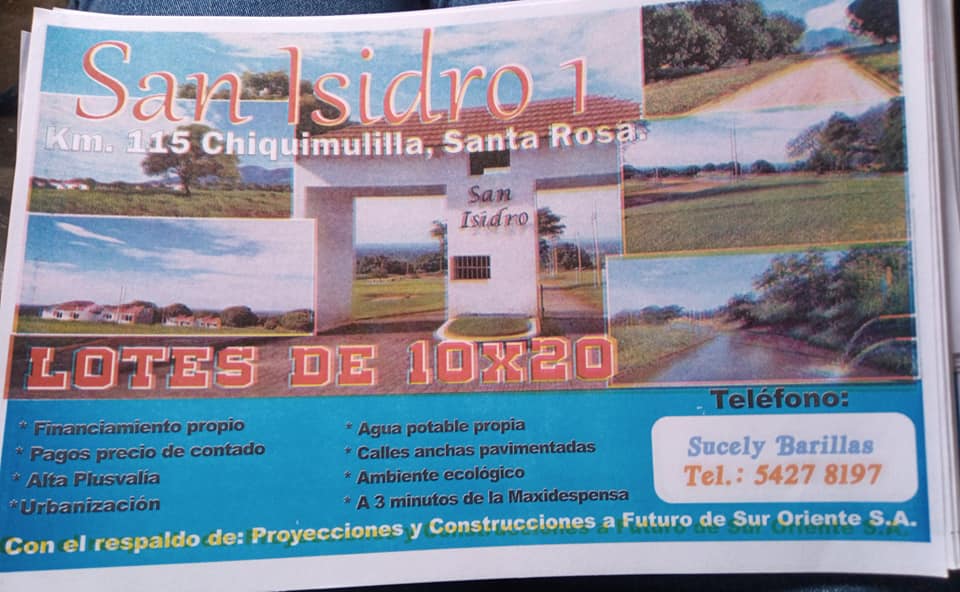 San Isidro 1
Km. 115 Chiquimulilla, Santa Rosa.
San
Isidro
LOTES DE 10X20
* Financiamiento propio
* Pagos precio de contado
* Alta Plusvalía
*Urbanización
* Agua potable propia
* Calles anchas pavimentadas
* Ambiente ecológico
* A 3 minutos de la Maxidespensa
Teléfono:
Sucely Barillas
Tel.: 5427 8197
Con el respaldo de: Proyecciones y Construcciones a Futuro de Sur Oriente S.A.